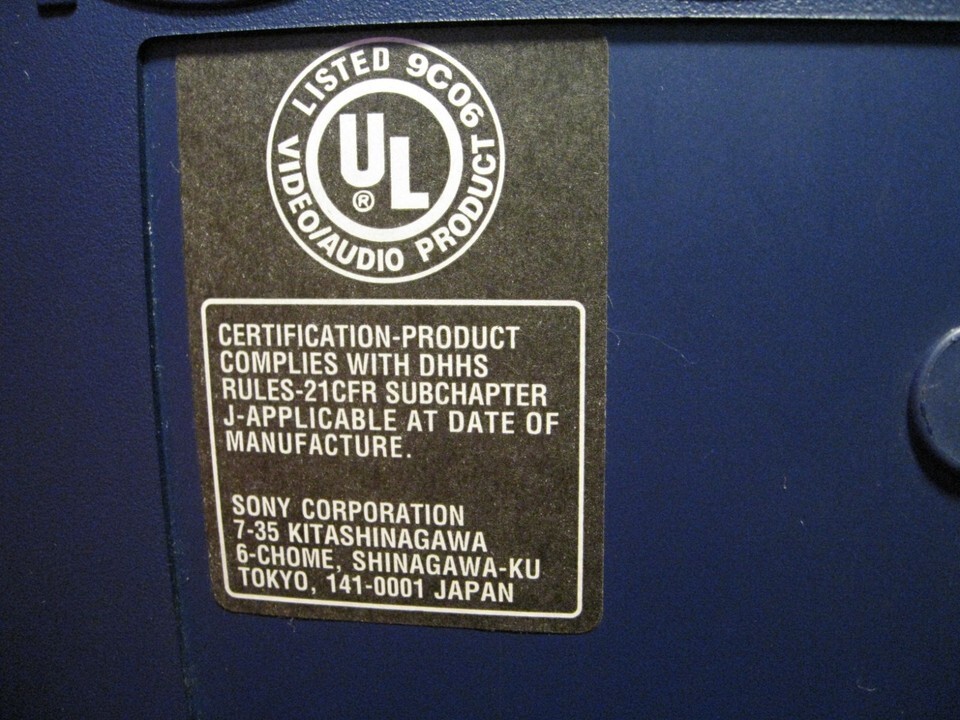 LISTED 9C06
UL
®
VIDEO/AUDIO PRODUCT
CERTIFICATION-PRODUCT
COMPLIES WITH DHHS
RULES-21CFR SUBCHAPTER
J-APPLICABLE AT DATE OF
MANUFACTURE.
SONY CORPORATION
7-35 KITASHINAGAWA
6-CHOME, SHINAGAWA-KU
TOKYO, 141-0001 JAPAN